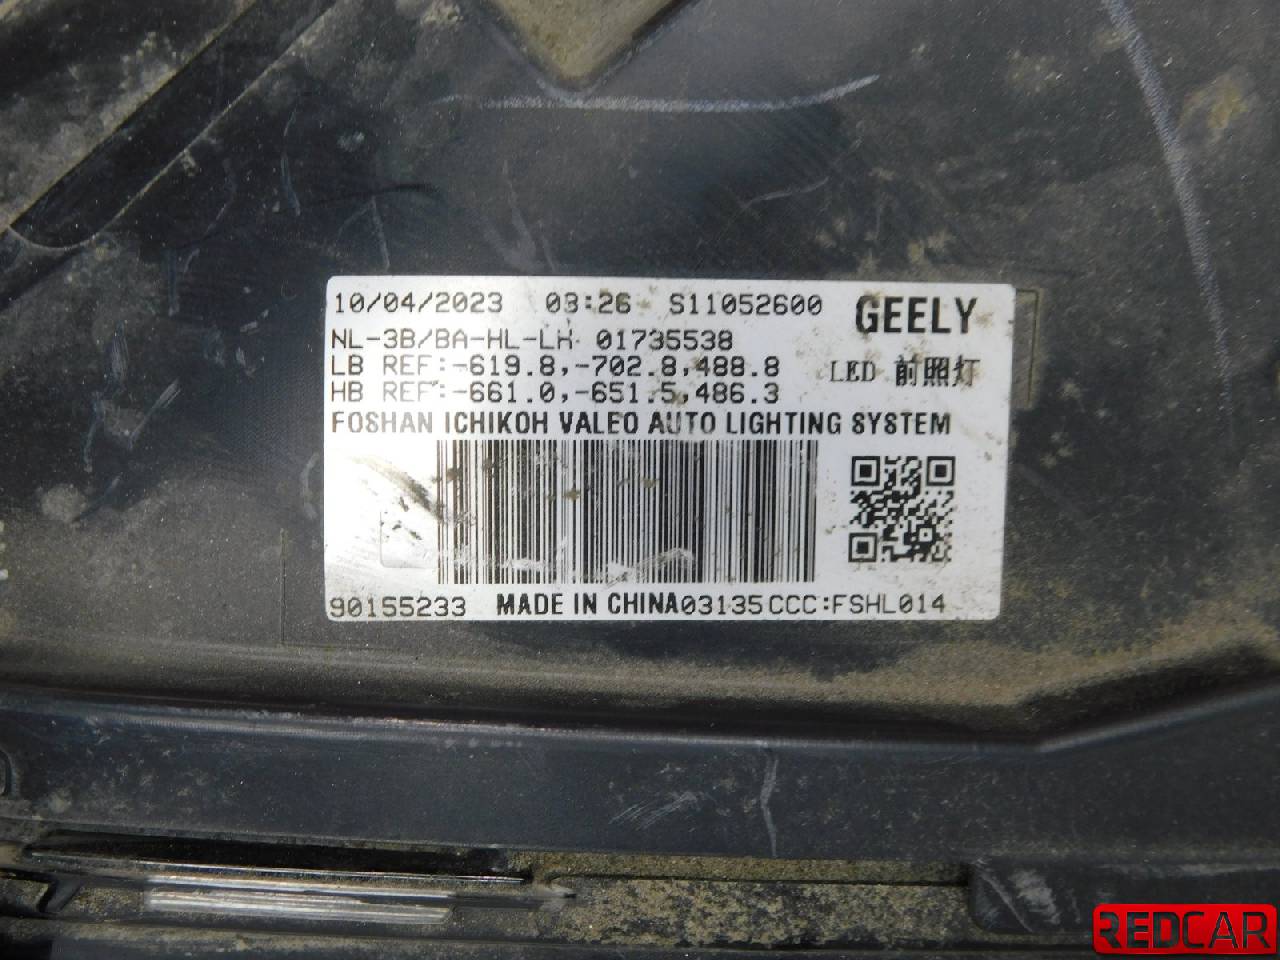 10/04/2023 03:26 S11052600 GEELY
NL-3B/BA-HL-LH 01735538
LB REF:-619.8,-702.8,488.8 LED 前照灯
HB REF:-661.0,-651.5,486.3
FOSHAN ICHIKOH VALEO AUTO LIGHTING SYSTEM
90155233 MADE IN CHINA 03135 CCC:FSHL014
REDCAR